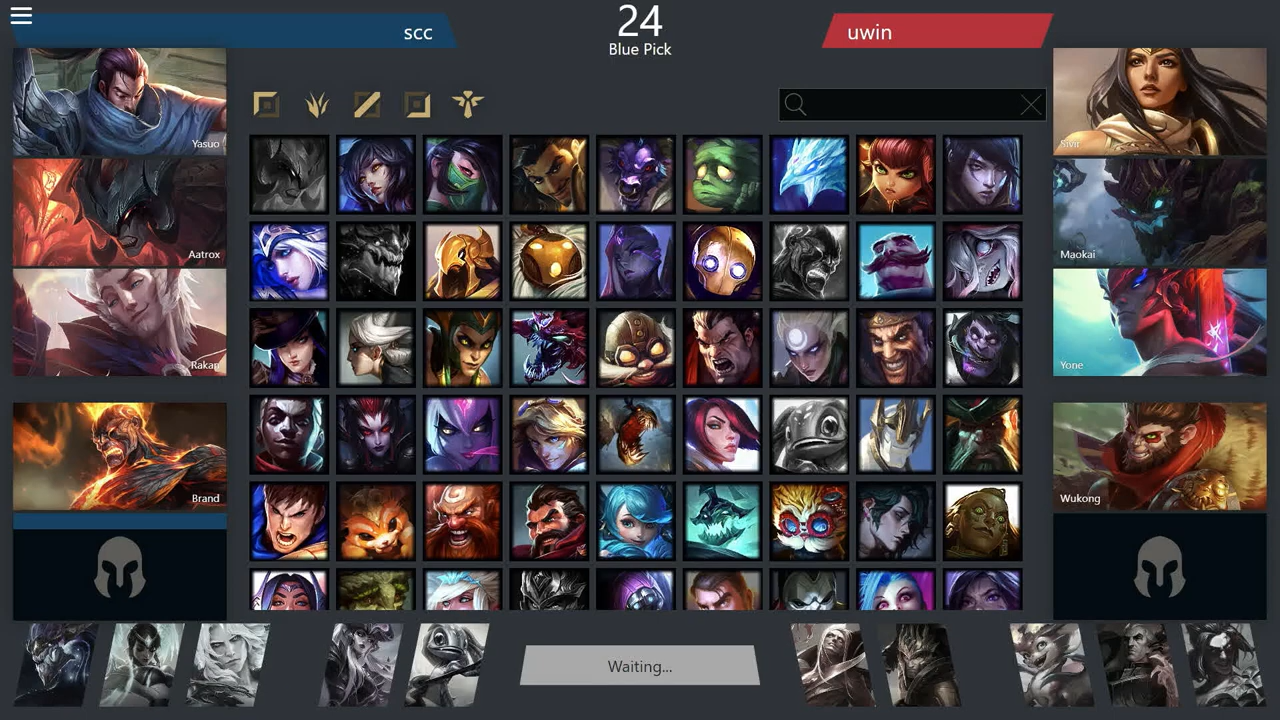 scc
24
Blue Pick
uwin
Yasuo
Aatrox
Rakan
Brand
Sivir
Maokai
Yone
Wukong
Waiting...